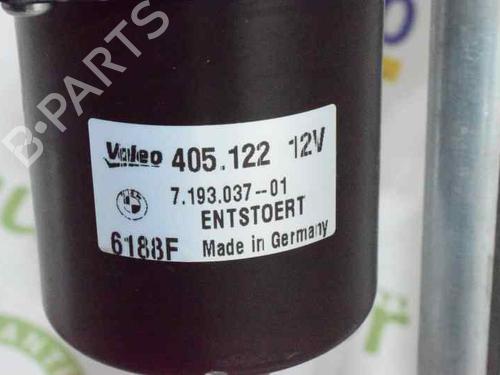 B-PARTS
Valeo 405.122 12V
7.193.037--01
ENTSTOERT
6188F Made in Germany